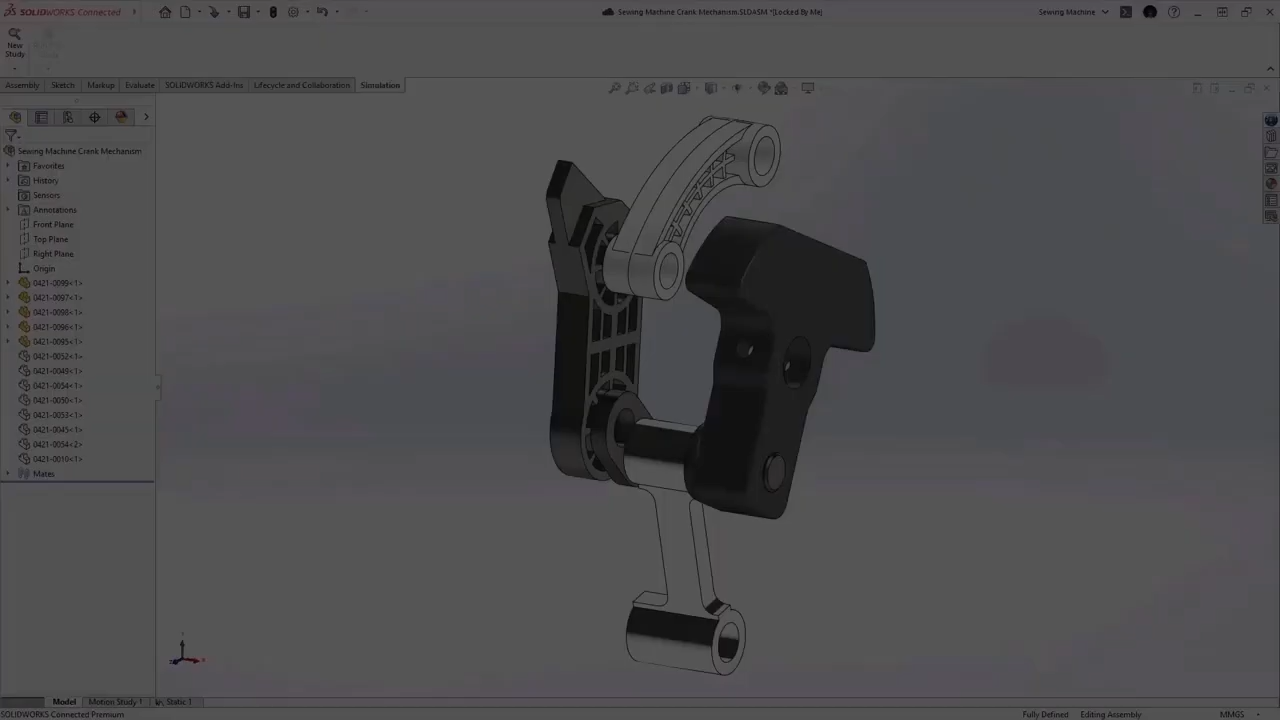 SOLIDWORKS Connected
Sewing Machine Crank Mechanism.SLDASM *[Locked By Me]
Sewing Machine
New
Study
Assembly Sketch Markup Evaluate SOLIDWORKS Add-Ins Lifecycle and Collaboration Simulation
Sewing Machine Crank Mechanism
Favorites
History
Sensors
Annotations
Front Plane
Top Plane
Right Plane
Origin
0421-0099<1>
0421-0097<1>
0421-0098<1>
0421-0096<1>
0421-0095<1>
0421-0052<1>
0421-0049<1>
0421-0054<1>
0421-0050<1>
0421-0053<1>
0421-0045<1>
0421-0034<2>
0421-0010<1>
Mates
Model Motion Study 1 Static 1
SOLIDWORKS Connected Premium
Fully Defined Editing Assembly MMGS